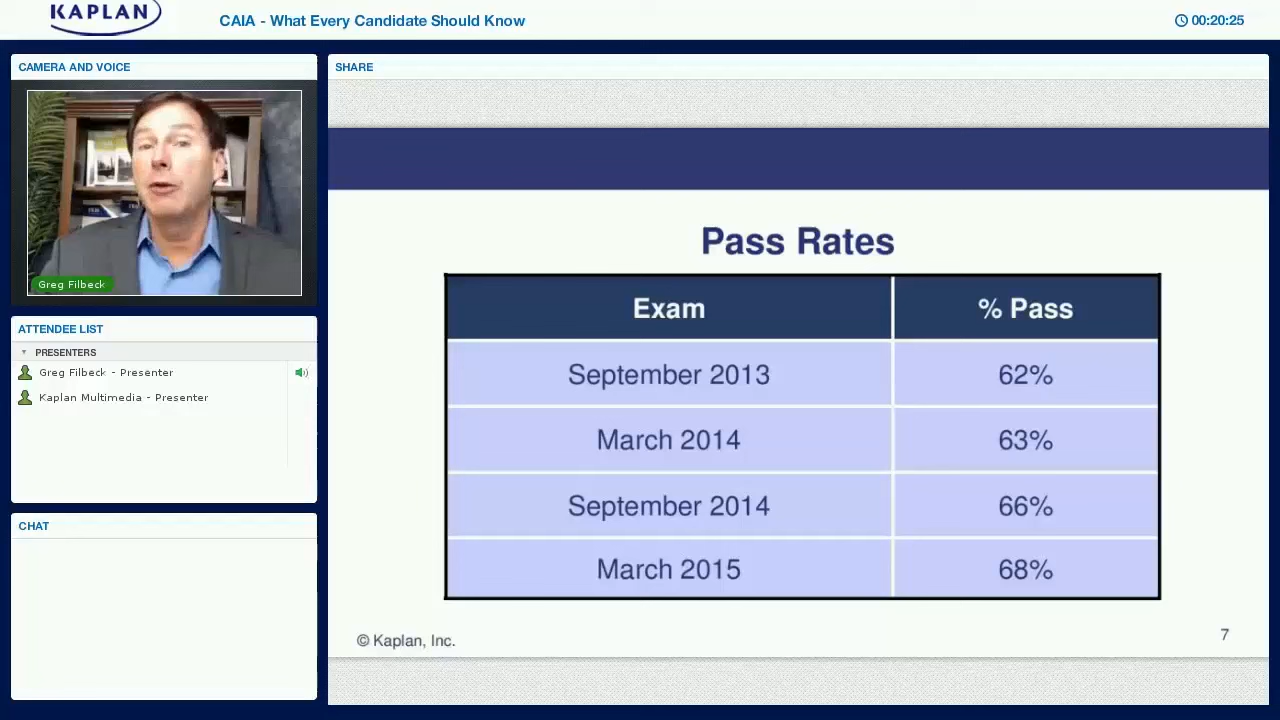 KAPLAN
CAIA - What Every Candidate Should Know
00:20:25
CAMERA AND VOICE
Greg Filbeck
ATTENDEE LIST
PRESENTERS
Greg Filbeck - Presenter
Kaplan Multimedia - Presenter
CHAT
SHARE
Pass Rates
Exam % Pass
September 2013 62%
March 2014 63%
September 2014 66%
March 2015 68%
© Kaplan, Inc.
7